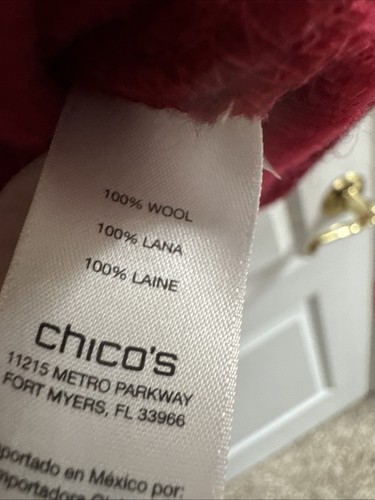 100% WOOL
100% LANA
100% LAINE
chico's
11215 METRO PARKWAY
FORT MYERS, FL 33966
portado en México por: